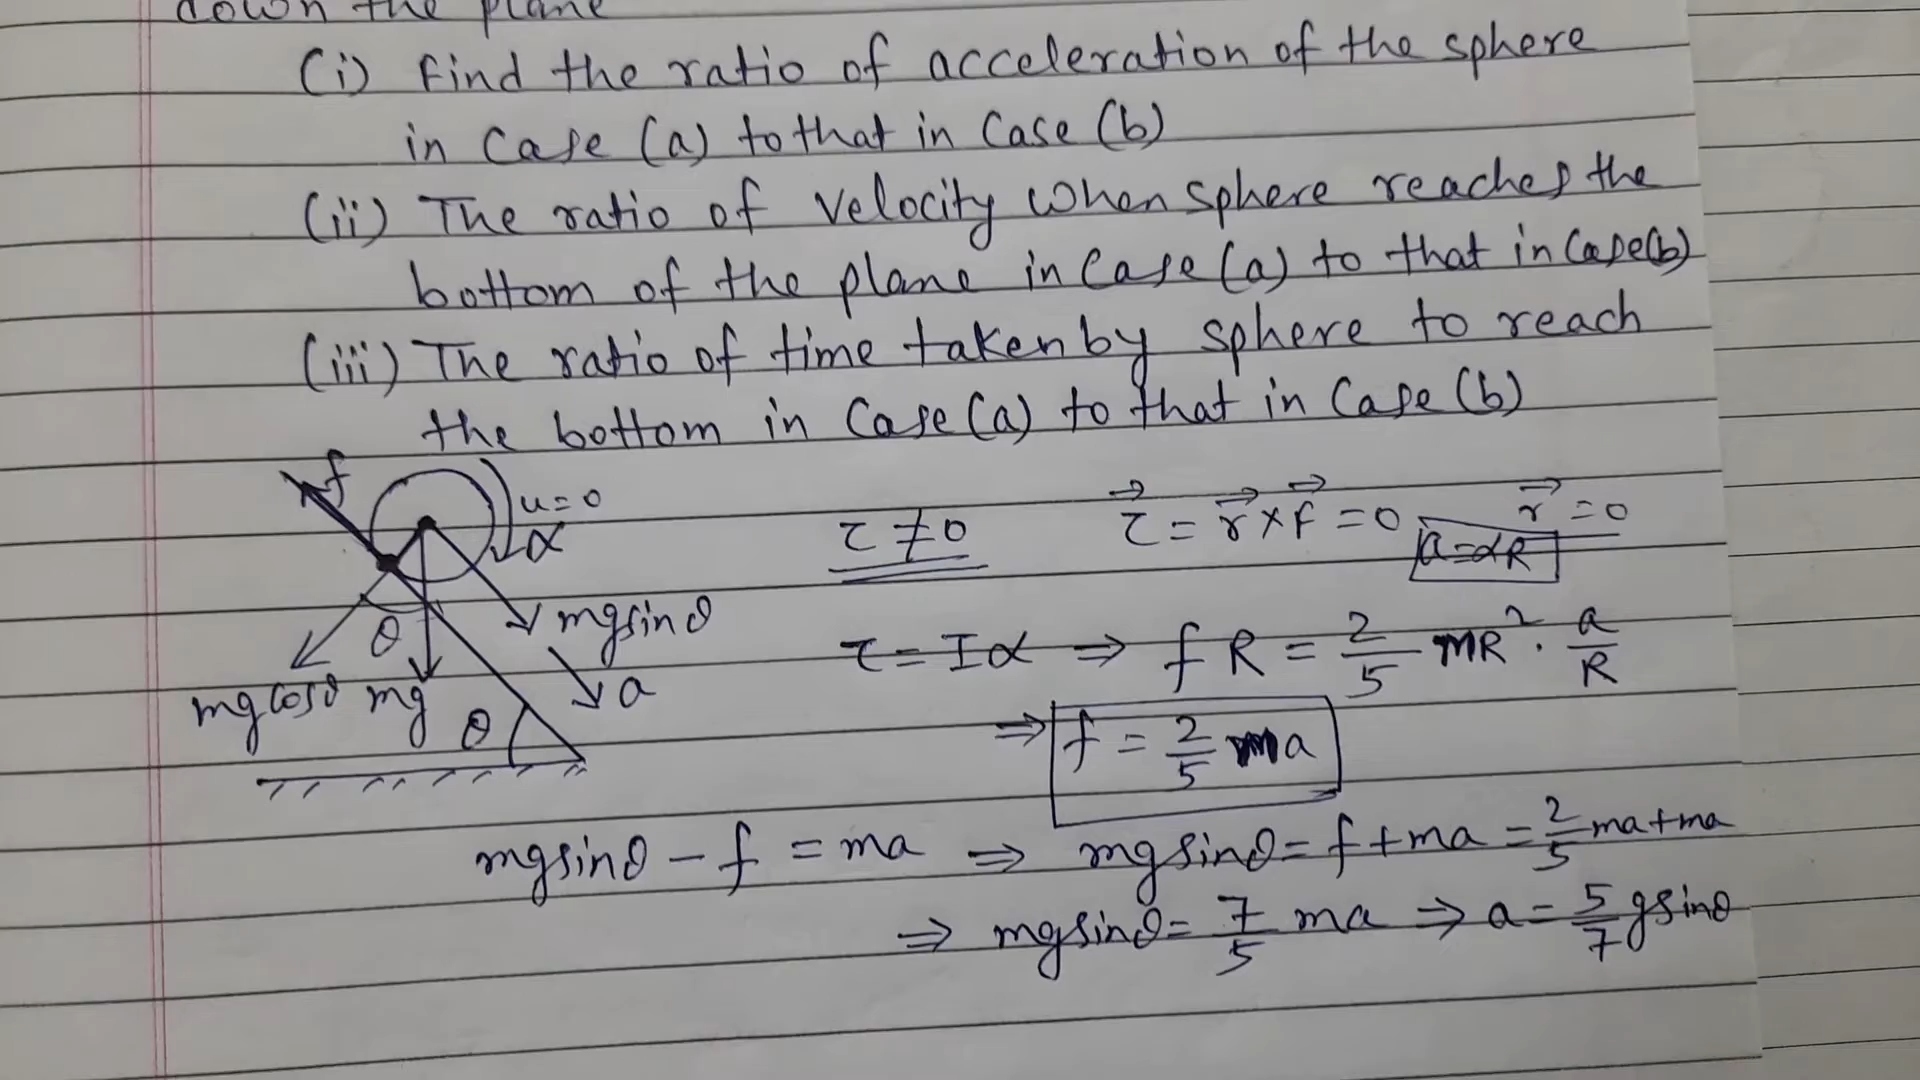 down the plane
(i) Find the ratio of acceleration of the sphere
in case (a) to that in case (b)
(ii) The ratio of velocity when sphere reaches the
bottom of the plane in case (a) to that in case(b)
(iii) The ratio of time taken by sphere to reach
the bottom in case (a) to that in case (b)
f
u=0
α
τ ≠ 0
τ⃗ = r⃗ × f⃗ = 0
r⃗ = 0
a=αR
θ
mg sinθ
τ = Iα ⇒ f R = 2/5 mR² · a/R
mg cosθ
mg
θ
a
⇒ f = 2/5 ma
mg sinθ - f = ma ⇒ mg sinθ = f + ma = 2/5 ma + ma
⇒ mg sinθ = 7/5 ma ⇒ a = 5/7 g sinθ